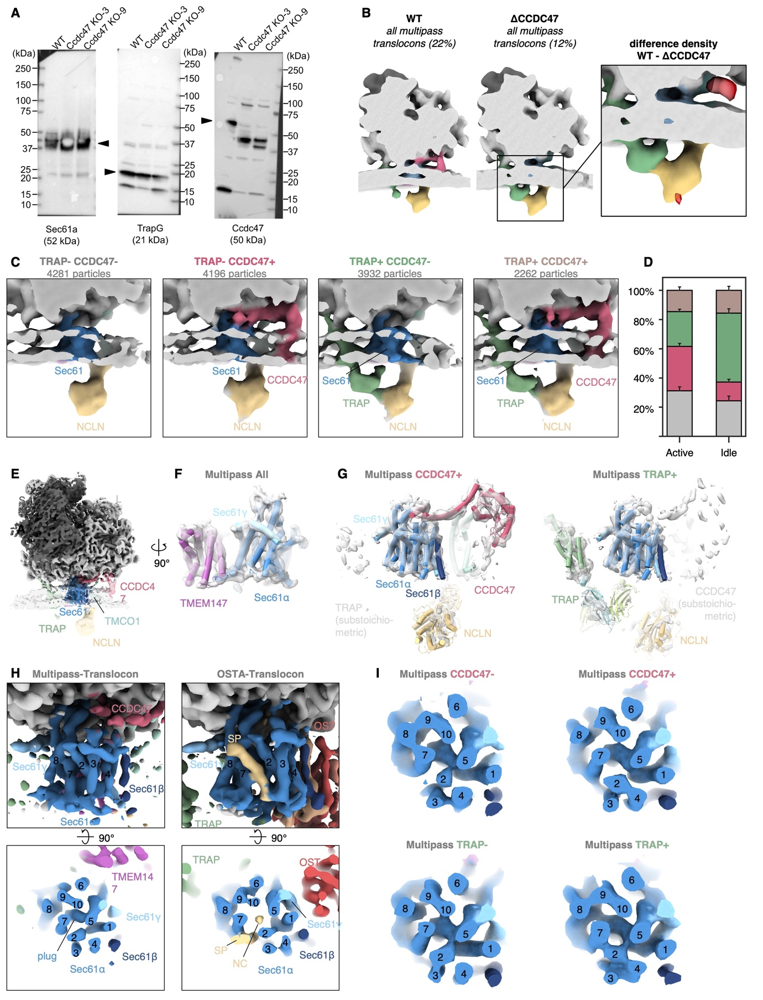 A
WT
Ccdc47 KO-3
Ccdc47 KO-9
(kDa)
250
150
100
75
50
37
25
20
15
10
Sec61a
(52 kDa)
WT
Ccdc47 KO-3
Ccdc47 KO-9
(kDa)
250
150
100
75
50
37
25
20
15
10
TrapG
(21 kDa)
WT
Ccdc47 KO-3
Ccdc47 KO-9
(kDa)
250
150
100
75
50
37
25
20
15
10
Ccdc47
(50 kDa)
B
WT
all multipass
translocons (22%)
ΔCCDC47
all multipass
translocons (12%)
difference density
WT - ΔCCDC47
C
TRAP- CCDC47-
4281 particles
Sec61
NCLN
TRAP- CCDC47+
4196 particles
Sec61
CCDC47
NCLN
TRAP+ CCDC47-
3932 particles
Sec61
TRAP
NCLN
TRAP+ CCDC47+
2262 particles
Sec61
CCDC47
TRAP
NCLN
D
100%
80%
60%
40%
20%
Active
Idle
E
S
L
A
CCDC4
7
Sec61
TMCO1
TRAP
NCLN
90°
F
Multipass All
Sec61γ
TMEM147
Sec61α
G
Multipass CCDC47+
Sec61γ
Sec61α
Sec61β
CCDC47
TRAP
(substoichio-
metric)
NCLN
Multipass TRAP+
TRAP
CCDC47
(substoichio-
metric)
NCLN
H
Multipass-Translocon
CCDC47
Sec61γ
8
7
2
3
4
Sec61β
Sec61α
90°
TMEM14
7
6
9
10
8
7
5
1
2
4
3
Sec61γ
plug
Sec61β
Sec61α
OSTA-Translocon
OST
SP
Sec61γ
8
7
2
3
4
TRAP
90°
TRAP
OST
6
9
10
8
5
7
1
2
4
3
Sec61γ
SP
NC
Sec61β
Sec61α
I
Multipass CCDC47-
6
9
8
10
7
5
1
2
4
3
Multipass CCDC47+
6
9
8
10
7
5
1
2
4
3
Multipass TRAP-
6
9
8
10
7
5
1
2
4
3
Multipass TRAP+
6
9
8
10
7
5
1
2
4
3